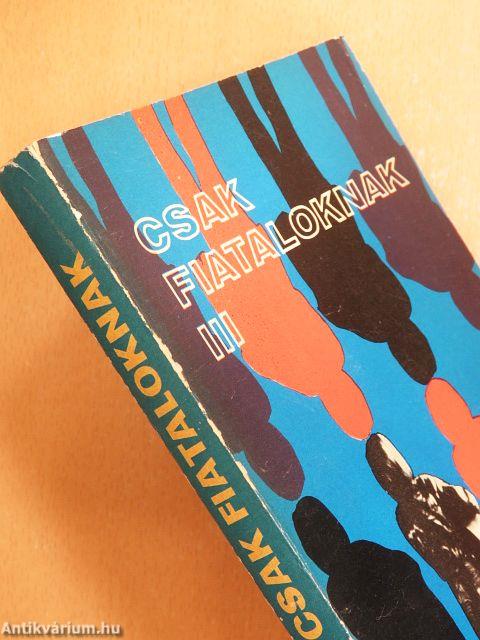 CSAK
FIATALOKNAK
III
CSAK FIATALOKNAK
Antikvárium.hu